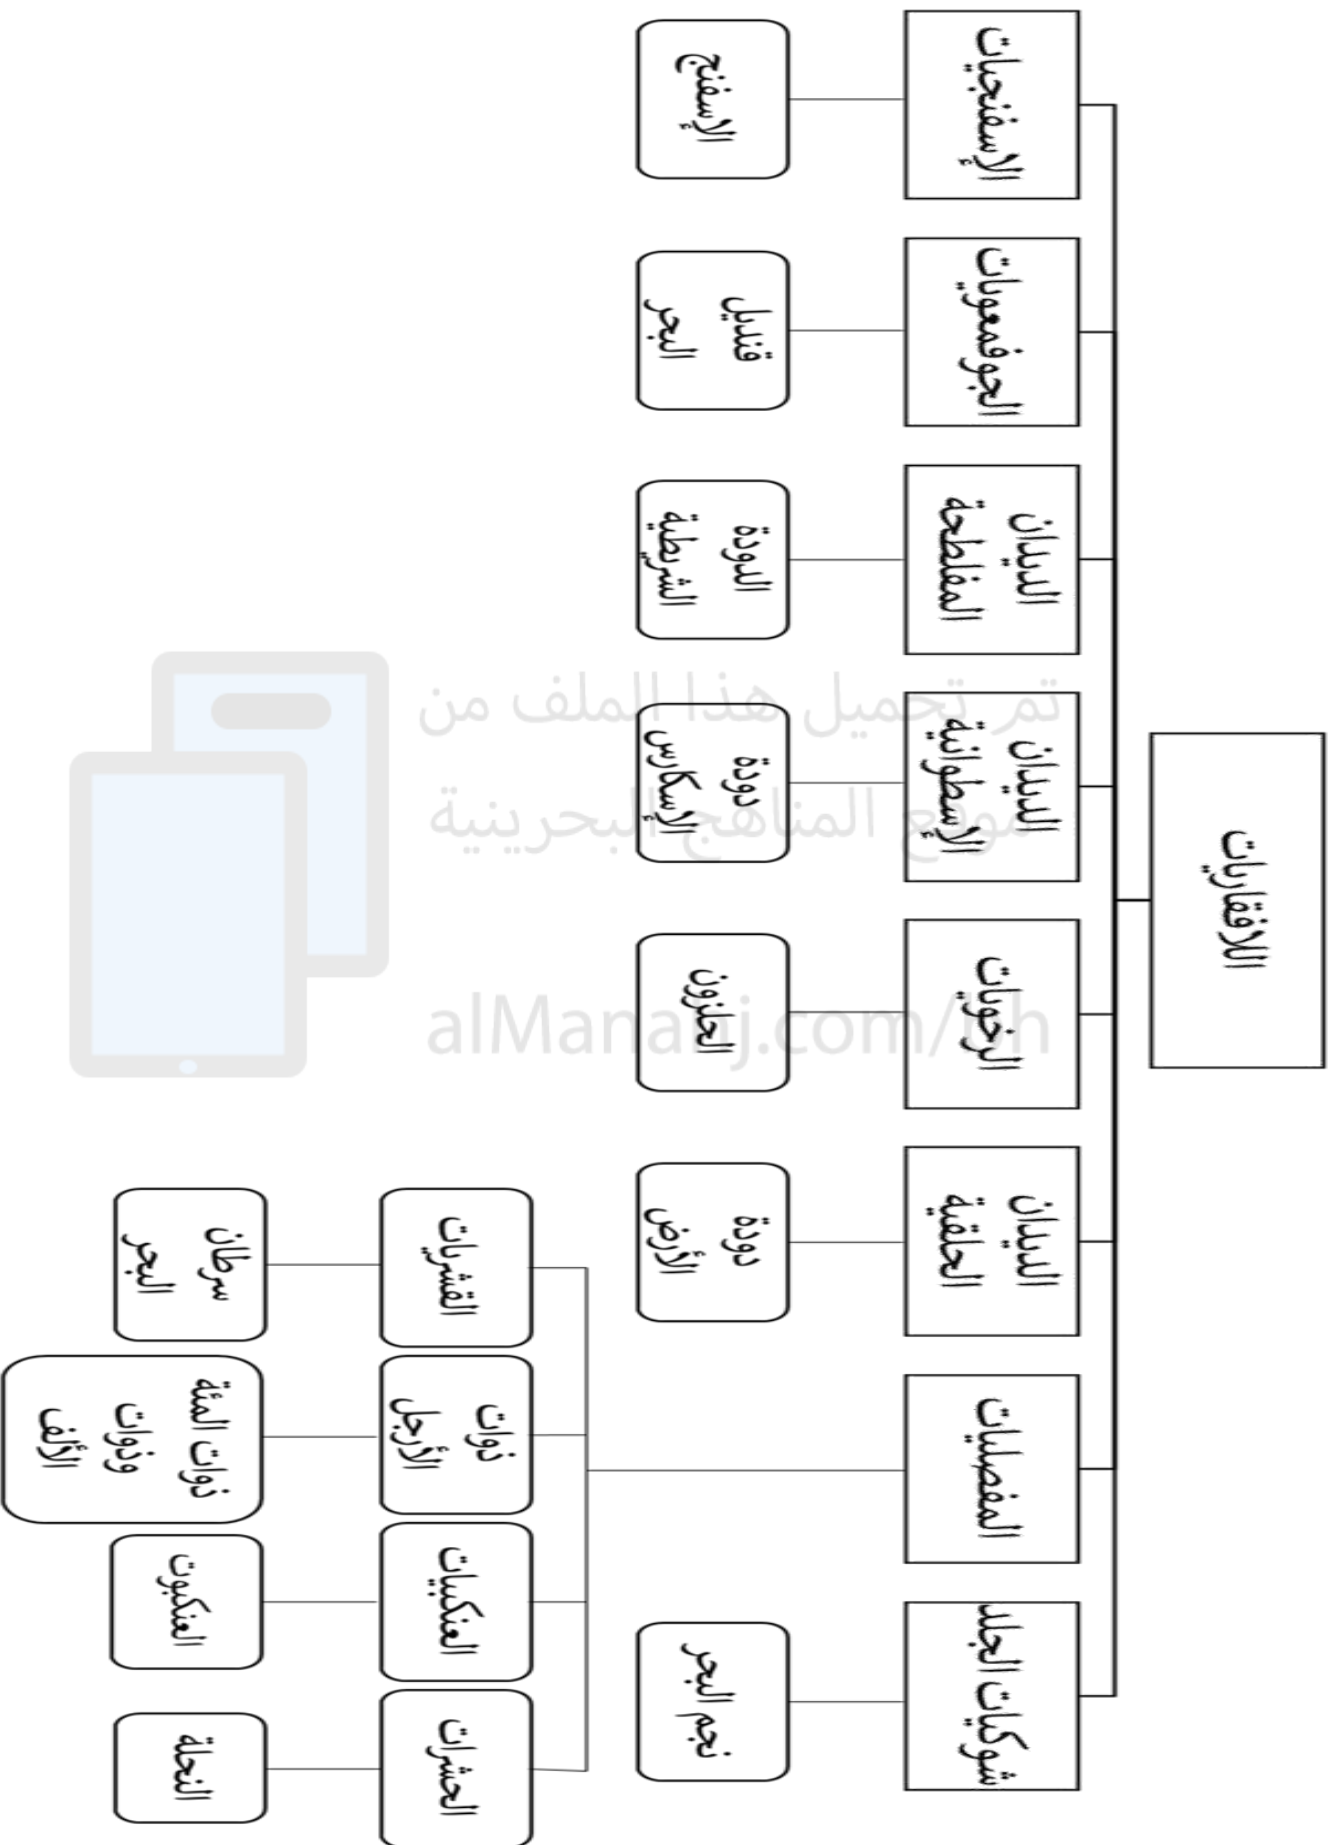 اللافقاريات
الإسفنجيات
الجوفمعويات
الديدان
المفلطحة
الديدان
الإسطوانية
الرخويات
الديدان
الحلقية
المفصليات
شوكيات الجلد
الإسفنج
قنديل
البحر
الدودة
الشريطية
دودة
الإسكارس
الحلزون
دودة
الأرض
نجم البحر
القشريات
ذوات
الأرجل
العنكبيات
الحشرات
سرطان
البحر
ذوات المئة
وذوات
الألف
العنكبوت
النحلة
تم تحميل هذا الملف من
موقع المناهج البحرينية
alManahj.com/bh